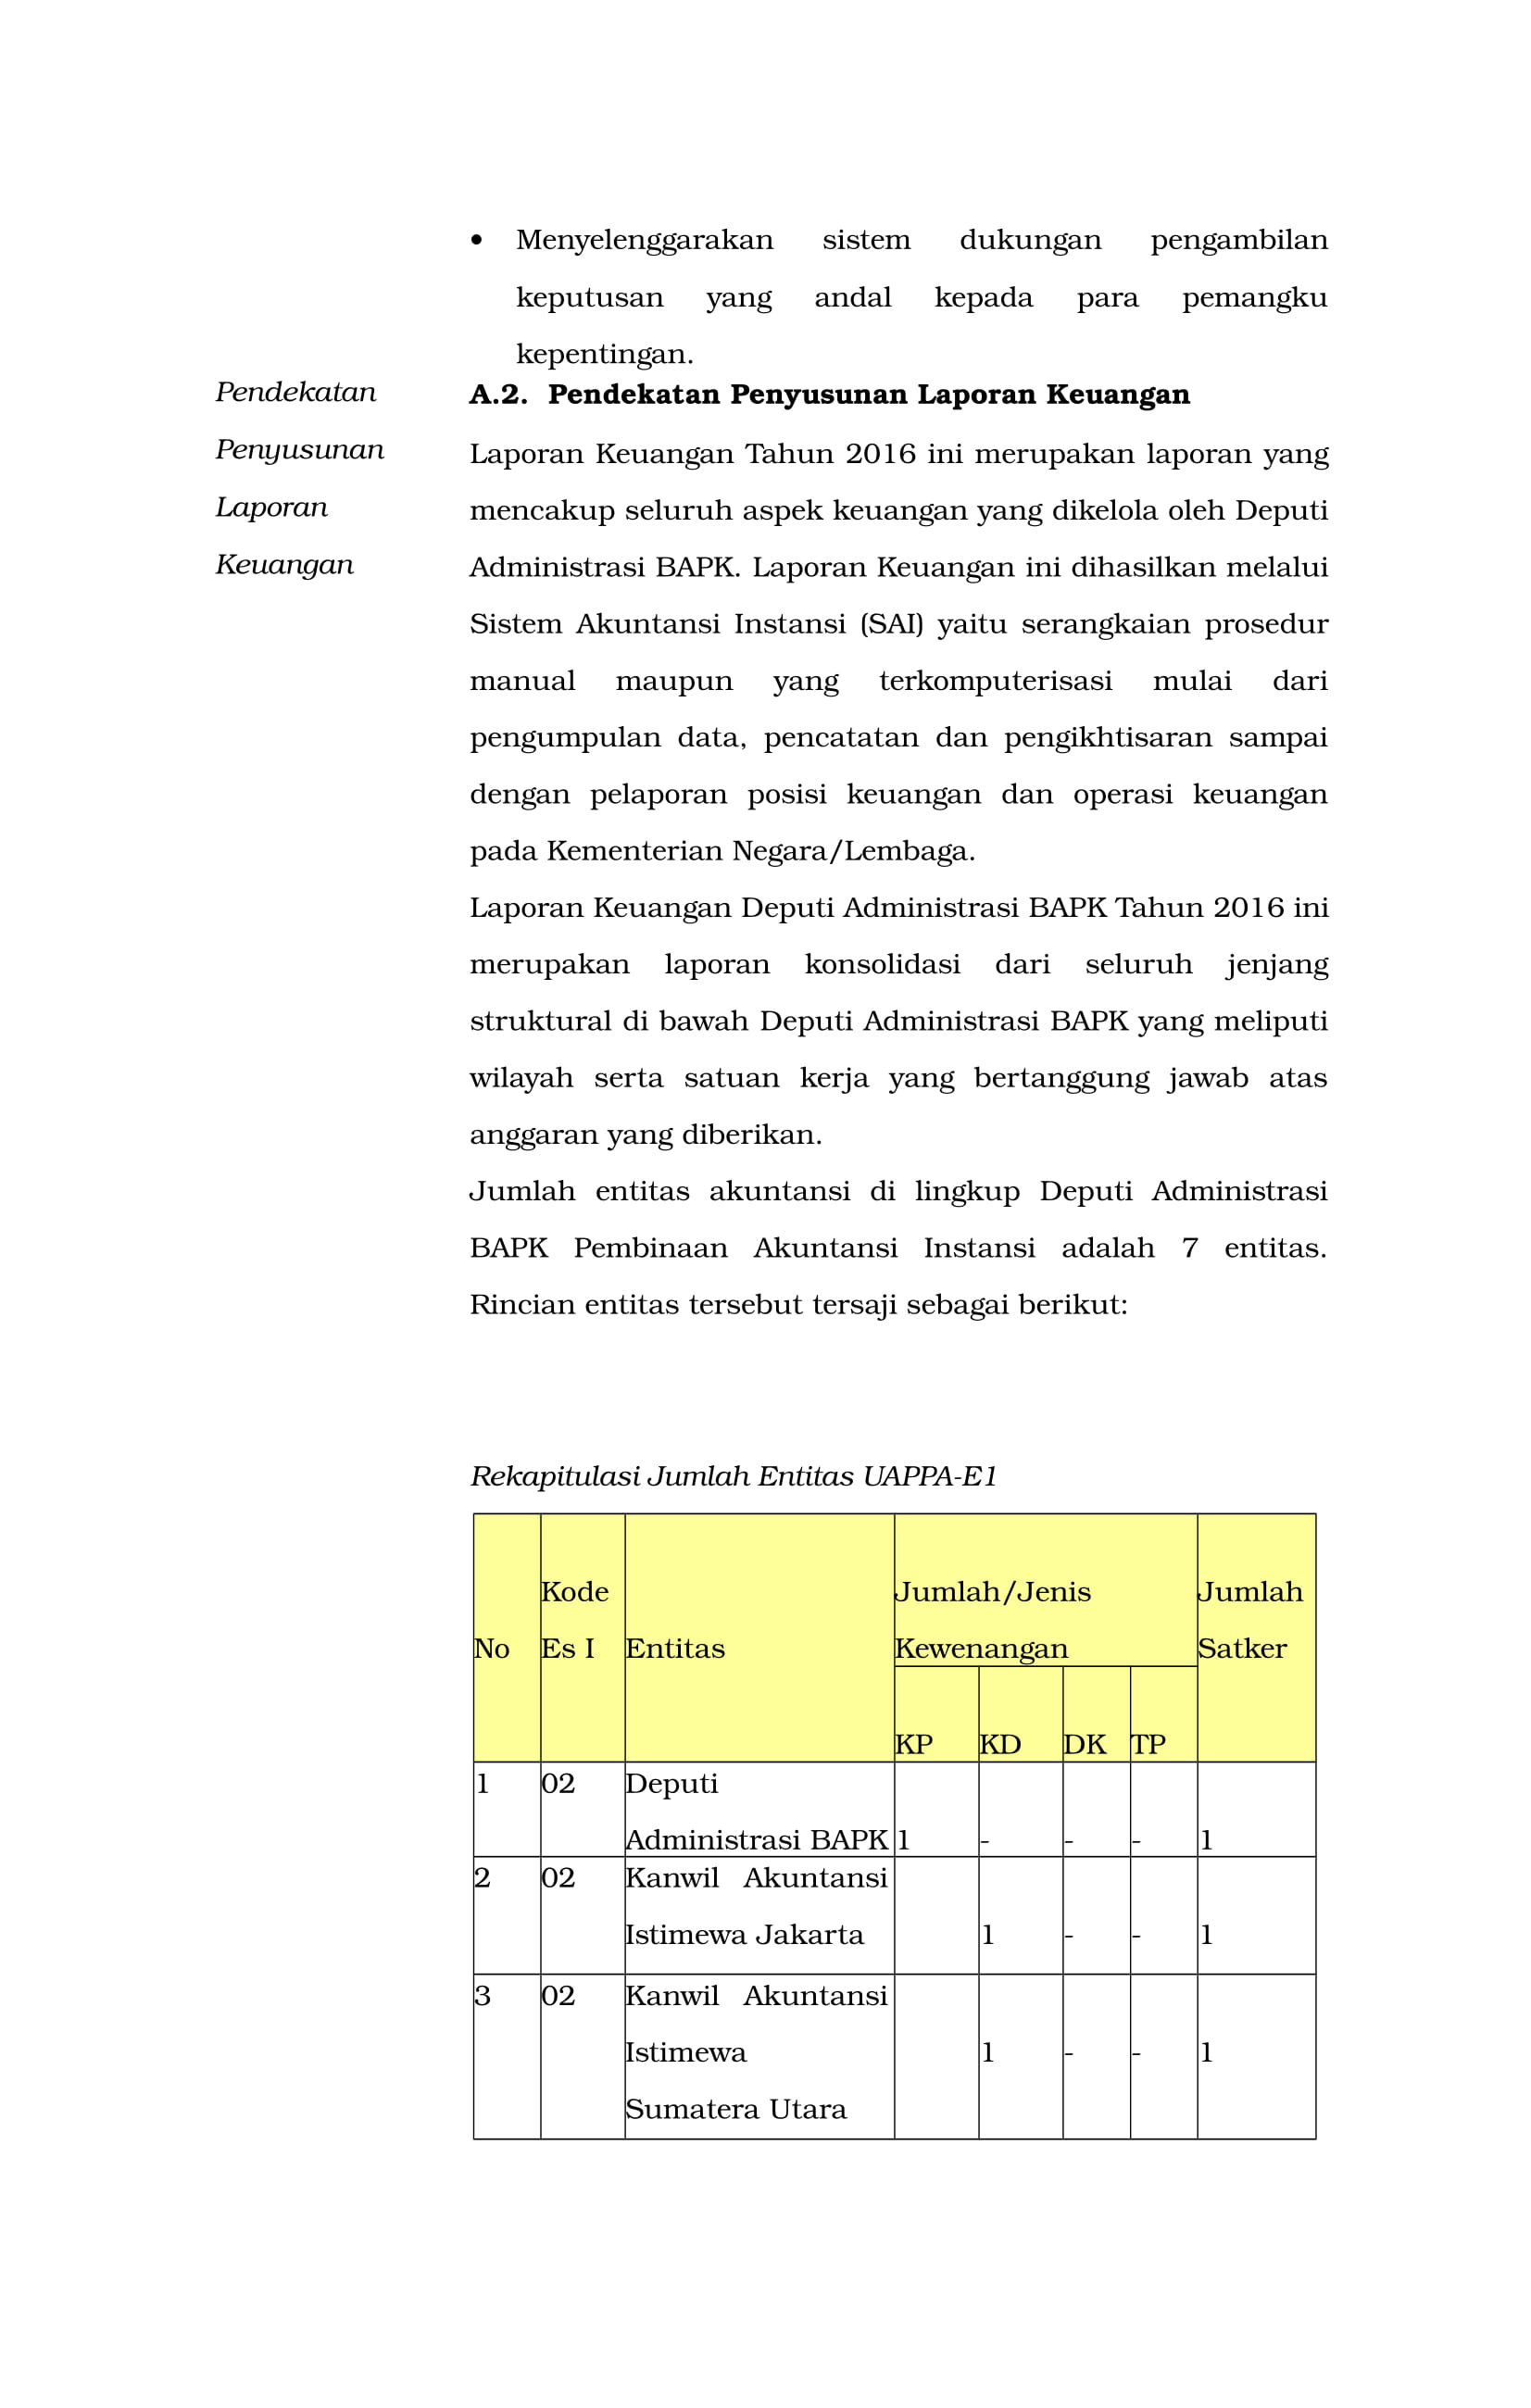 • Menyelenggarakan sistem dukungan pengambilan
keputusan yang andal kepada para pemangku
kepentingan.
Pendekatan
Penyusunan
Laporan
Keuangan
A.2. Pendekatan Penyusunan Laporan Keuangan
Laporan Keuangan Tahun 2016 ini merupakan laporan yang
mencakup seluruh aspek keuangan yang dikelola oleh Deputi
Administrasi BAPK. Laporan Keuangan ini dihasilkan melalui
Sistem Akuntansi Instansi (SAI) yaitu serangkaian prosedur
manual maupun yang terkomputerisasi mulai dari
pengumpulan data, pencatatan dan pengikhtisaran sampai
dengan pelaporan posisi keuangan dan operasi keuangan
pada Kementerian Negara/Lembaga.
Laporan Keuangan Deputi Administrasi BAPK Tahun 2016 ini
merupakan laporan konsolidasi dari seluruh jenjang
struktural di bawah Deputi Administrasi BAPK yang meliputi
wilayah serta satuan kerja yang bertanggung jawab atas
anggaran yang diberikan.
Jumlah entitas akuntansi di lingkup Deputi Administrasi
BAPK Pembinaan Akuntansi Instansi adalah 7 entitas.
Rincian entitas tersebut tersaji sebagai berikut:
Rekapitulasi Jumlah Entitas UAPPA-E1
Kode Jumlah/Jenis Jumlah
No Es I Entitas Kewenangan Satker
KP KD DK TP
1 02 Deputi
Administrasi BAPK 1 - - - 1
2 02 Kanwil Akuntansi
Istimewa Jakarta 1 - - 1
3 02 Kanwil Akuntansi
Istimewa 1 - - 1
Sumatera Utara